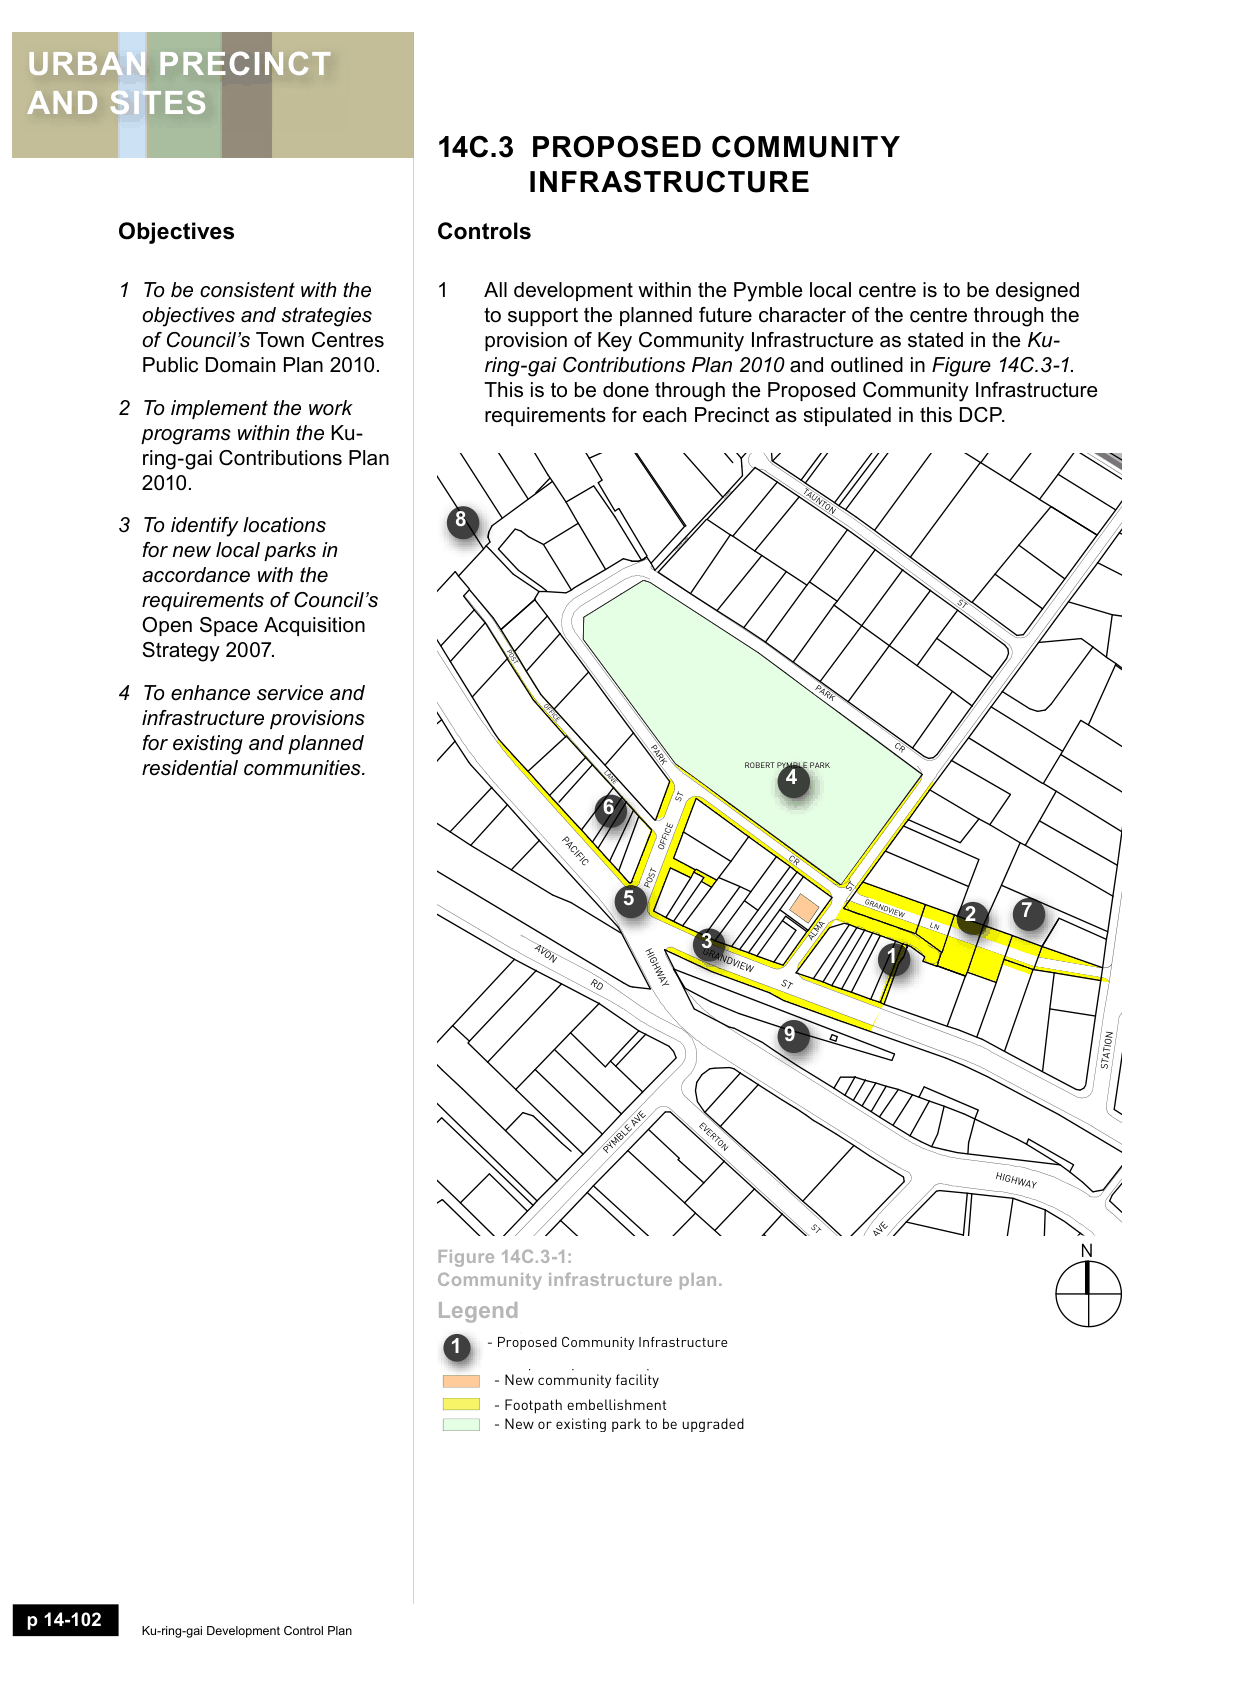 URBAN PRECINCT
AND SITES
14C.3 PROPOSED COMMUNITY
INFRASTRUCTURE
Objectives
1 To be consistent with the
objectives and strategies
of Council’s Town Centres
Public Domain Plan 2010.
2 To implement the work
programs within the Ku-
ring-gai Contributions Plan
2010.
3 To identify locations
for new local parks in
accordance with the
requirements of Council’s
Open Space Acquisition
Strategy 2007.
4 To enhance service and
infrastructure provisions
for existing and planned
residential communities.
Controls
1 All development within the Pymble local centre is to be designed
to support the planned future character of the centre through the
provision of Key Community Infrastructure as stated in the Ku-
ring-gai Contributions Plan 2010 and outlined in Figure 14C.3-1.
This is to be done through the Proposed Community Infrastructure
requirements for each Precinct as stipulated in this DCP.
TAUNTON
8
ST
POST
PARK
OFFICE
CR
PARK
ROBERT PYMBLE PARK
4
LANE
ST
6
OFFICE
PACIFIC
CR
POST
ST
5
GRANDVIEW
2
7
LN
ALMA
3
GRANDVIEW
1
AVON
HIGHWAY
RD
ST
9
STATION
PYMBLE AVE
EVERTON
HIGHWAY
ST
AVE
Figure 14C.3-1:
Community infrastructure plan.
N
Legend
1 - Proposed Community Infrastructure
- New community facility
- Footpath embellishment
- New or existing park to be upgraded
p 14-102
Ku-ring-gai Development Control Plan